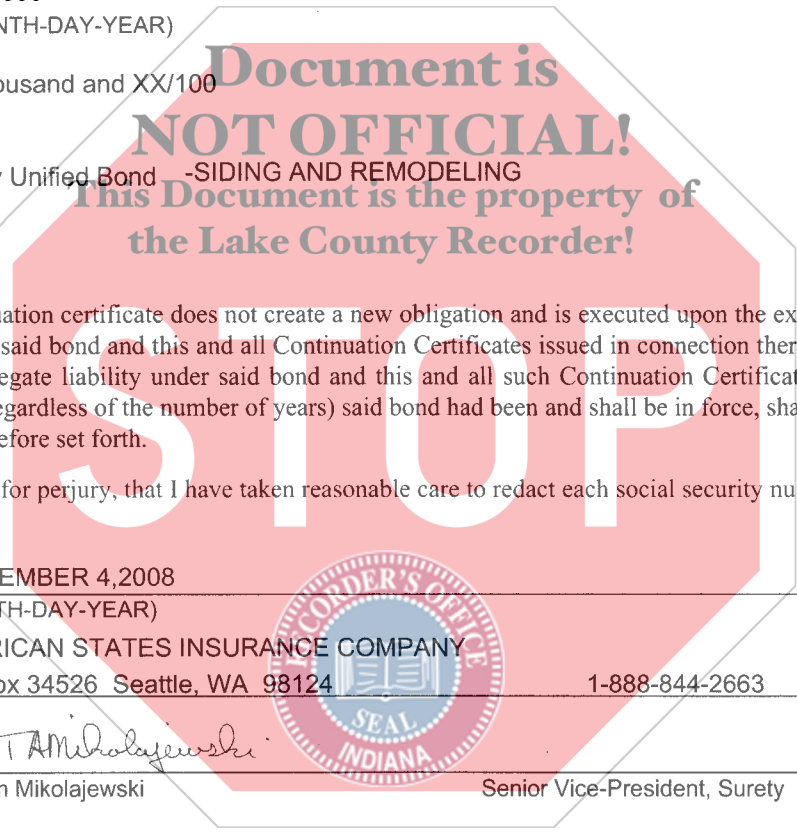 NTH-DAY-YEAR)
ousand and XX/100
Document is
NOT OFFICIAL!
Unified Bond -SIDING AND REMODELING
This Document is the property of
the Lake County Recorder!
uation certificate does not create a new obligation and is executed upon the ex
said bond and this and all Continuation Certificates issued in connection ther
egate liability under said bond and this and all such Continuation Certificat
egardless of the number of years) said bond had been and shall be in force, sha
efore set forth.
STOP
for perjury, that I have taken reasonable care to redact each social security nu
EMBER 4,2008
TH-DAY-YEAR)
RICAN STATES INSURANCE COMPANY
ox 34526 Seattle, WA 98124 1-888-844-2663
RECORDER'S OFFICE
SEAL
INDIANA
TAMikolajewski
n Mikolajewski Senior Vice-President, Surety